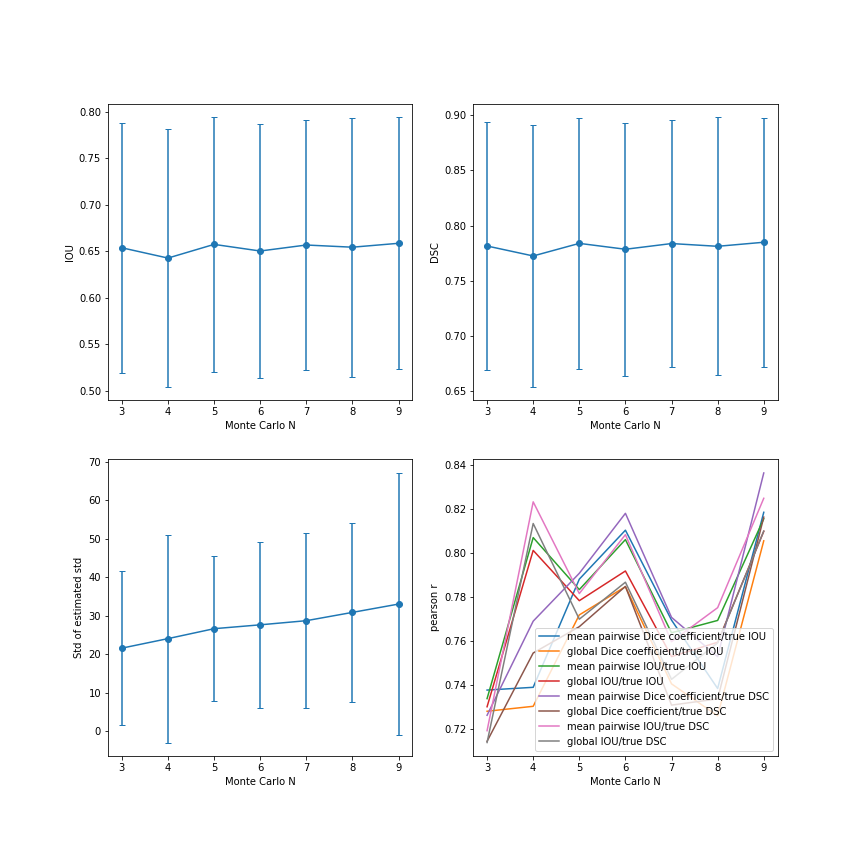 0.80
0.75
0.70
0.65
0.60
0.55
0.50
IOU
3 4 5 6 7 8 9
Monte Carlo N
0.90
0.85
0.80
0.75
0.70
0.65
DSC
3 4 5 6 7 8 9
Monte Carlo N
70
60
50
40
30
20
10
0
Std of estimated std
3 4 5 6 7 8 9
Monte Carlo N
0.84
0.82
0.80
0.78
0.76
0.74
0.72
pearson r
mean pairwise Dice coefficient/true IOU
global Dice coefficient/true IOU
mean pairwise IOU/true IOU
global IOU/true IOU
mean pairwise Dice coefficient/true DSC
global Dice coefficient/true DSC
mean pairwise IOU/true DSC
global IOU/true DSC
3 4 5 6 7 8 9
Monte Carlo N